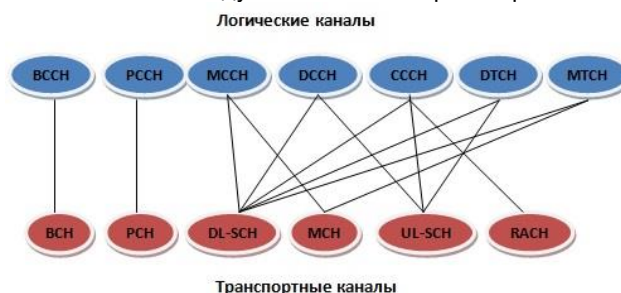 Логические каналы
BCCH PCCH MCCH DCCH CCCH DTCH MTCH
BCH PCH DL-SCH MCH UL-SCH RACH
Транспортные каналы